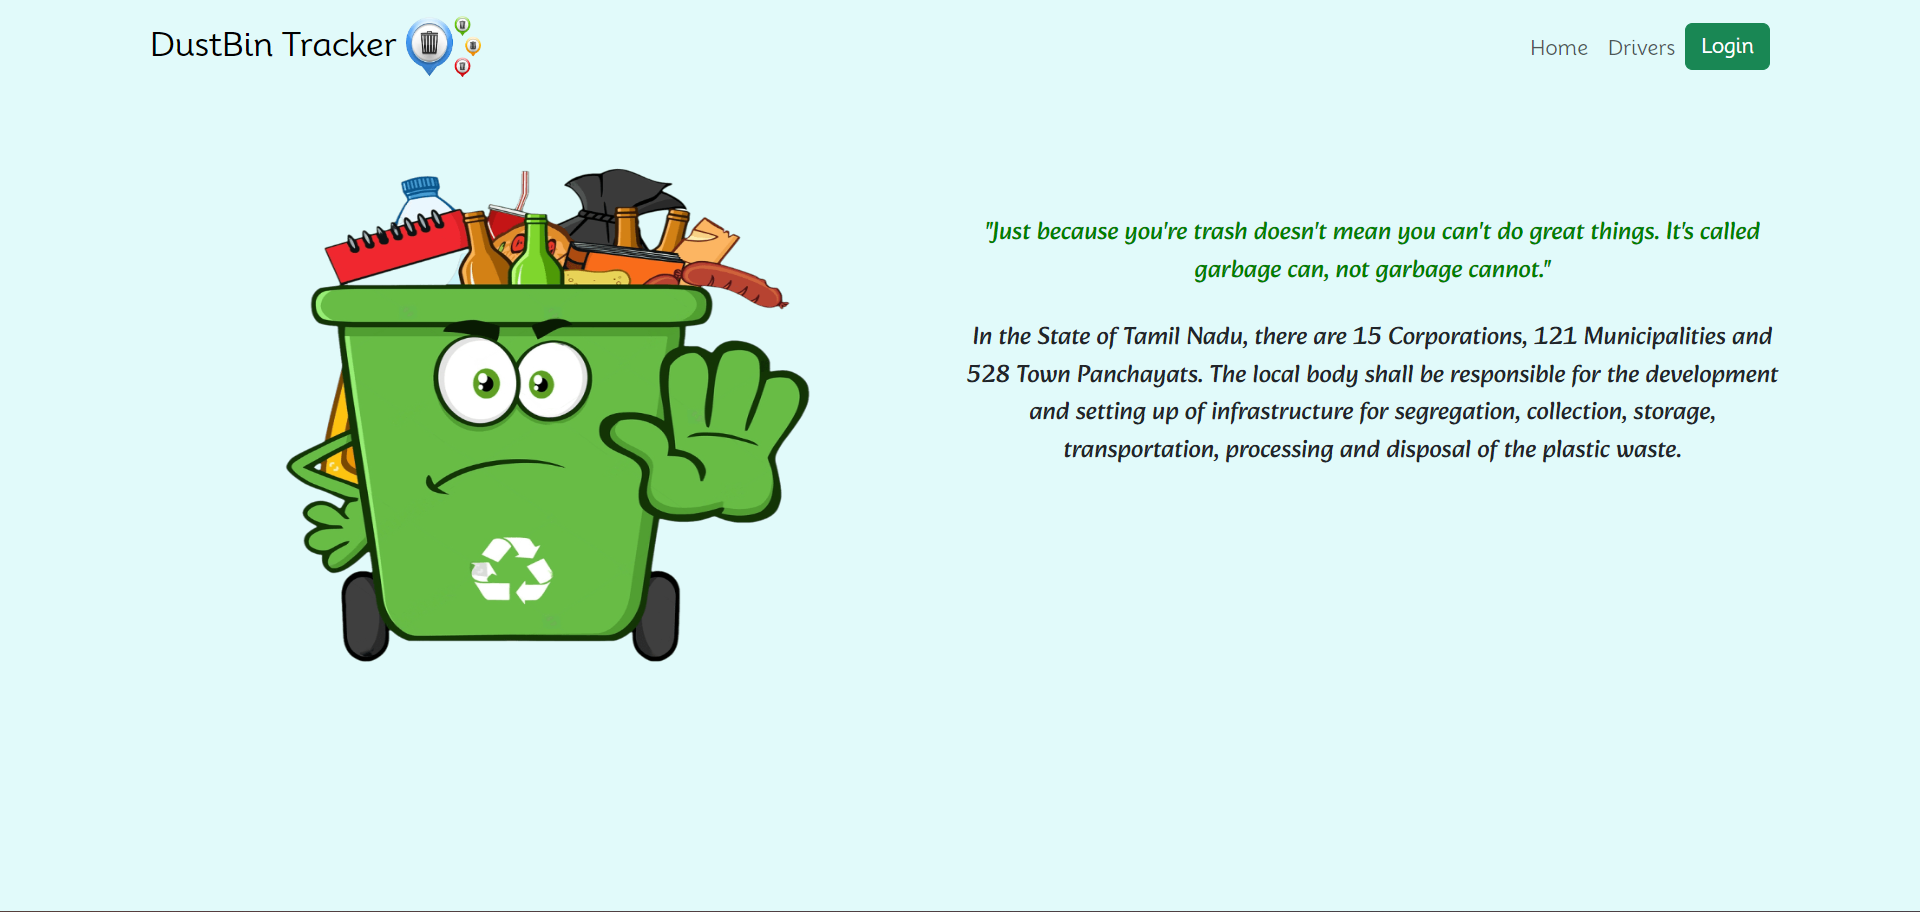 DustBin Tracker
Home Drivers Login
"Just because you're trash doesn't mean you can't do great things. It's called
garbage can, not garbage cannot."
In the State of Tamil Nadu, there are 15 Corporations, 121 Municipalities and
528 Town Panchayats. The local body shall be responsible for the development
and setting up of infrastructure for segregation, collection, storage,
transportation, processing and disposal of the plastic waste.